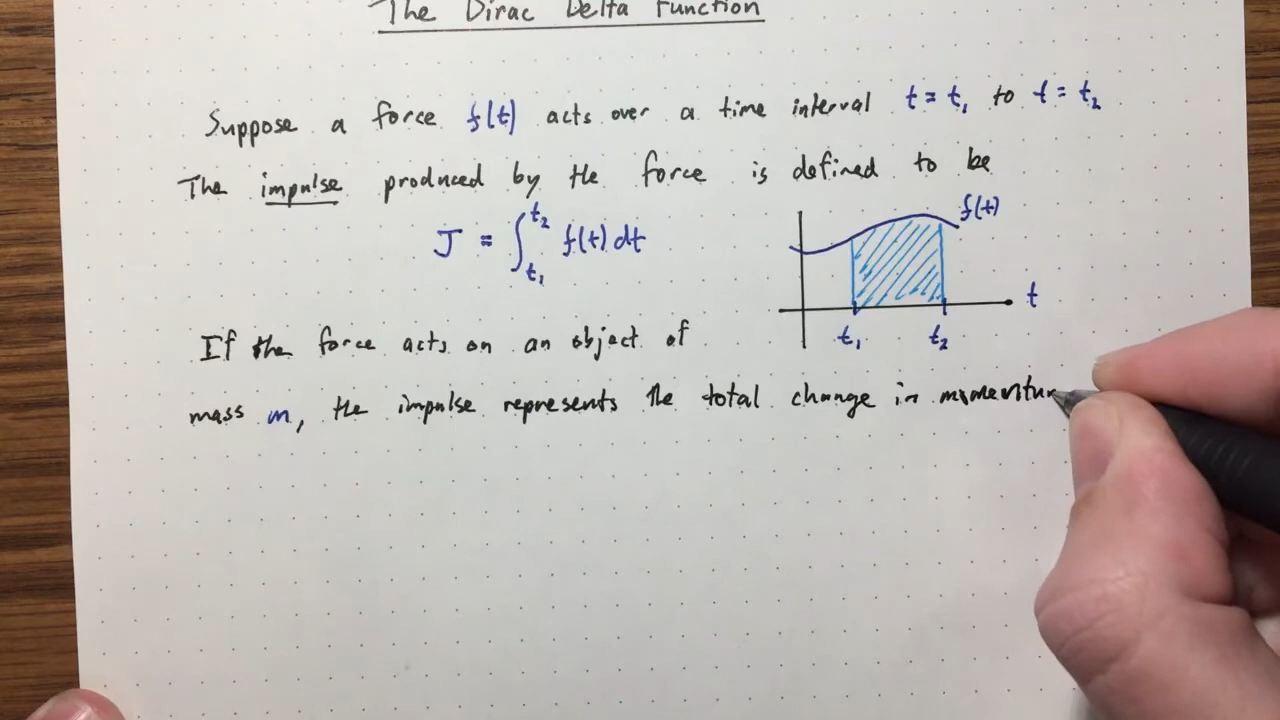 The Dirac Delta Function
Suppose a force f(t) acts over a time interval t = t₁ to t = t₂
The impulse produced by the force is defined to be
J = ∫_{t₁}^{t₂} f(t) dt
f(t)
t
t₁ t₂
If the force acts on an object of
mass m, the impulse represents the total change in momentum